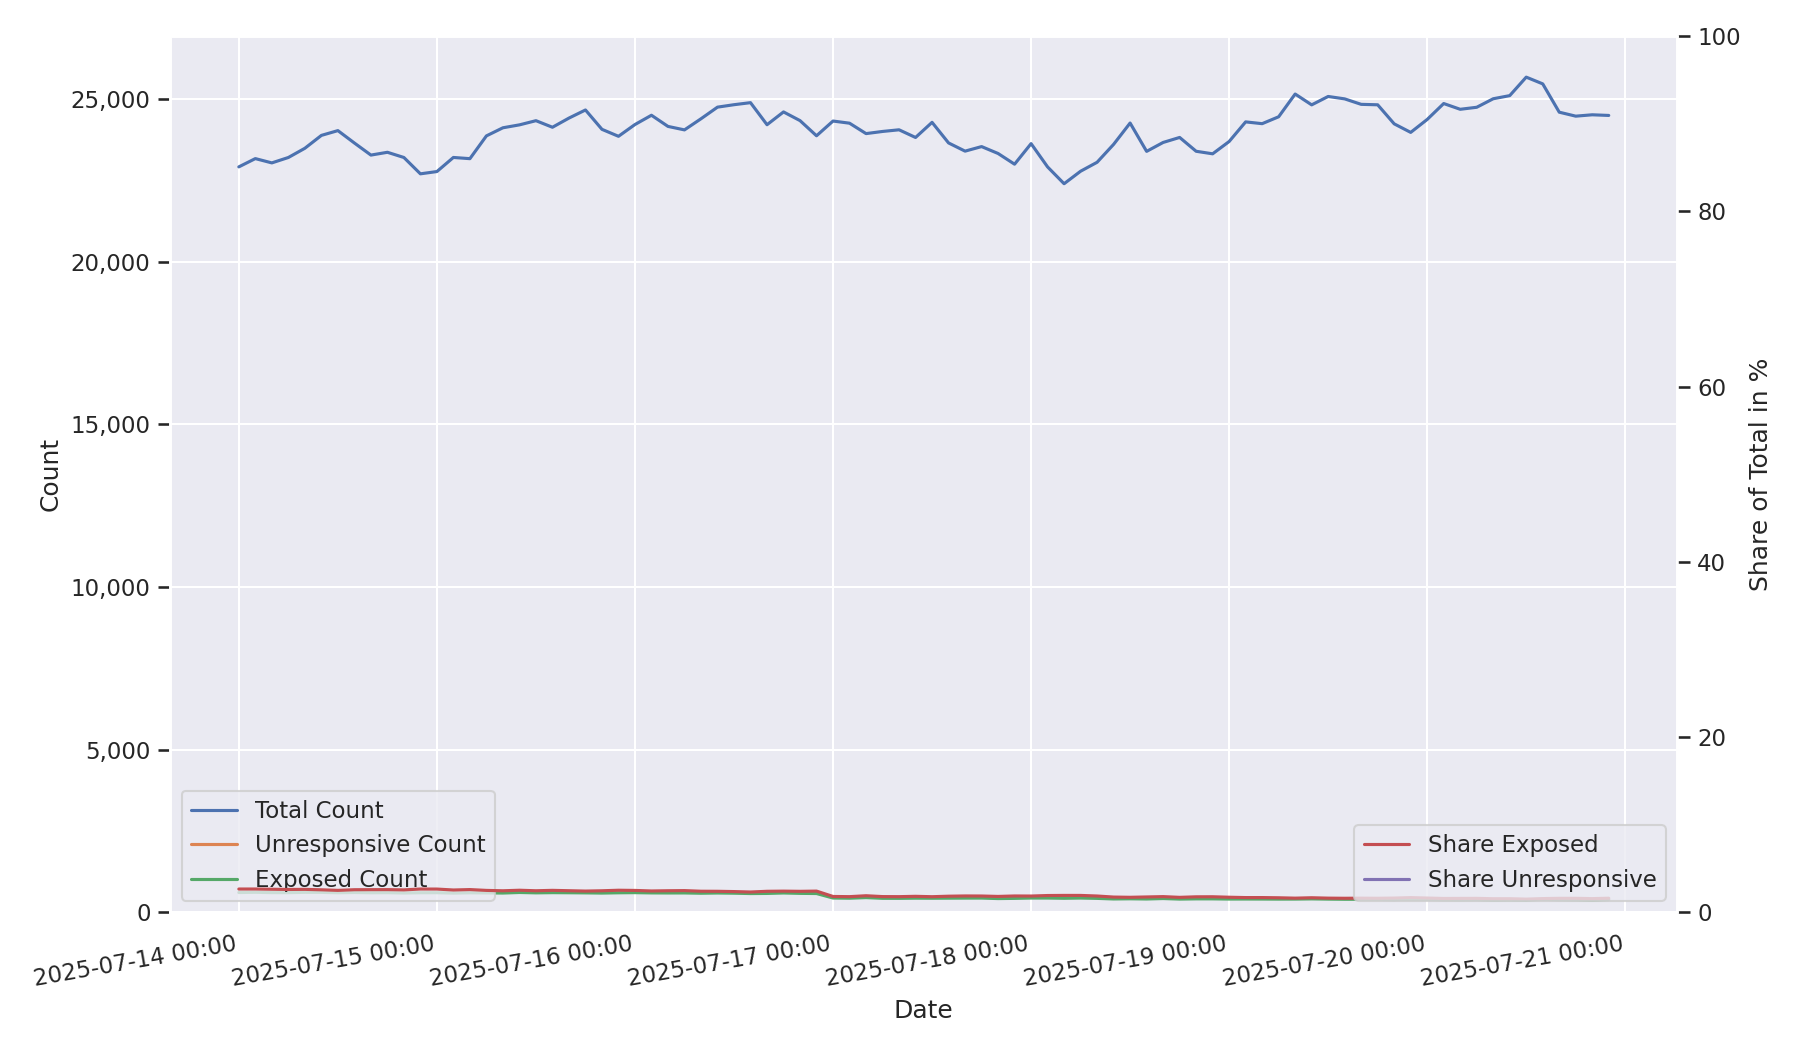 100
25,000
80
20,000
60
15,000
Count
Share of Total in %
10,000
40
5,000
20
Total Count
Unresponsive Count
Exposed Count
Share Exposed
Share Unresponsive
0
0
2025-07-14 00:00
2025-07-15 00:00
2025-07-16 00:00
2025-07-17 00:00
2025-07-18 00:00
2025-07-19 00:00
2025-07-20 00:00
2025-07-21 00:00
Date